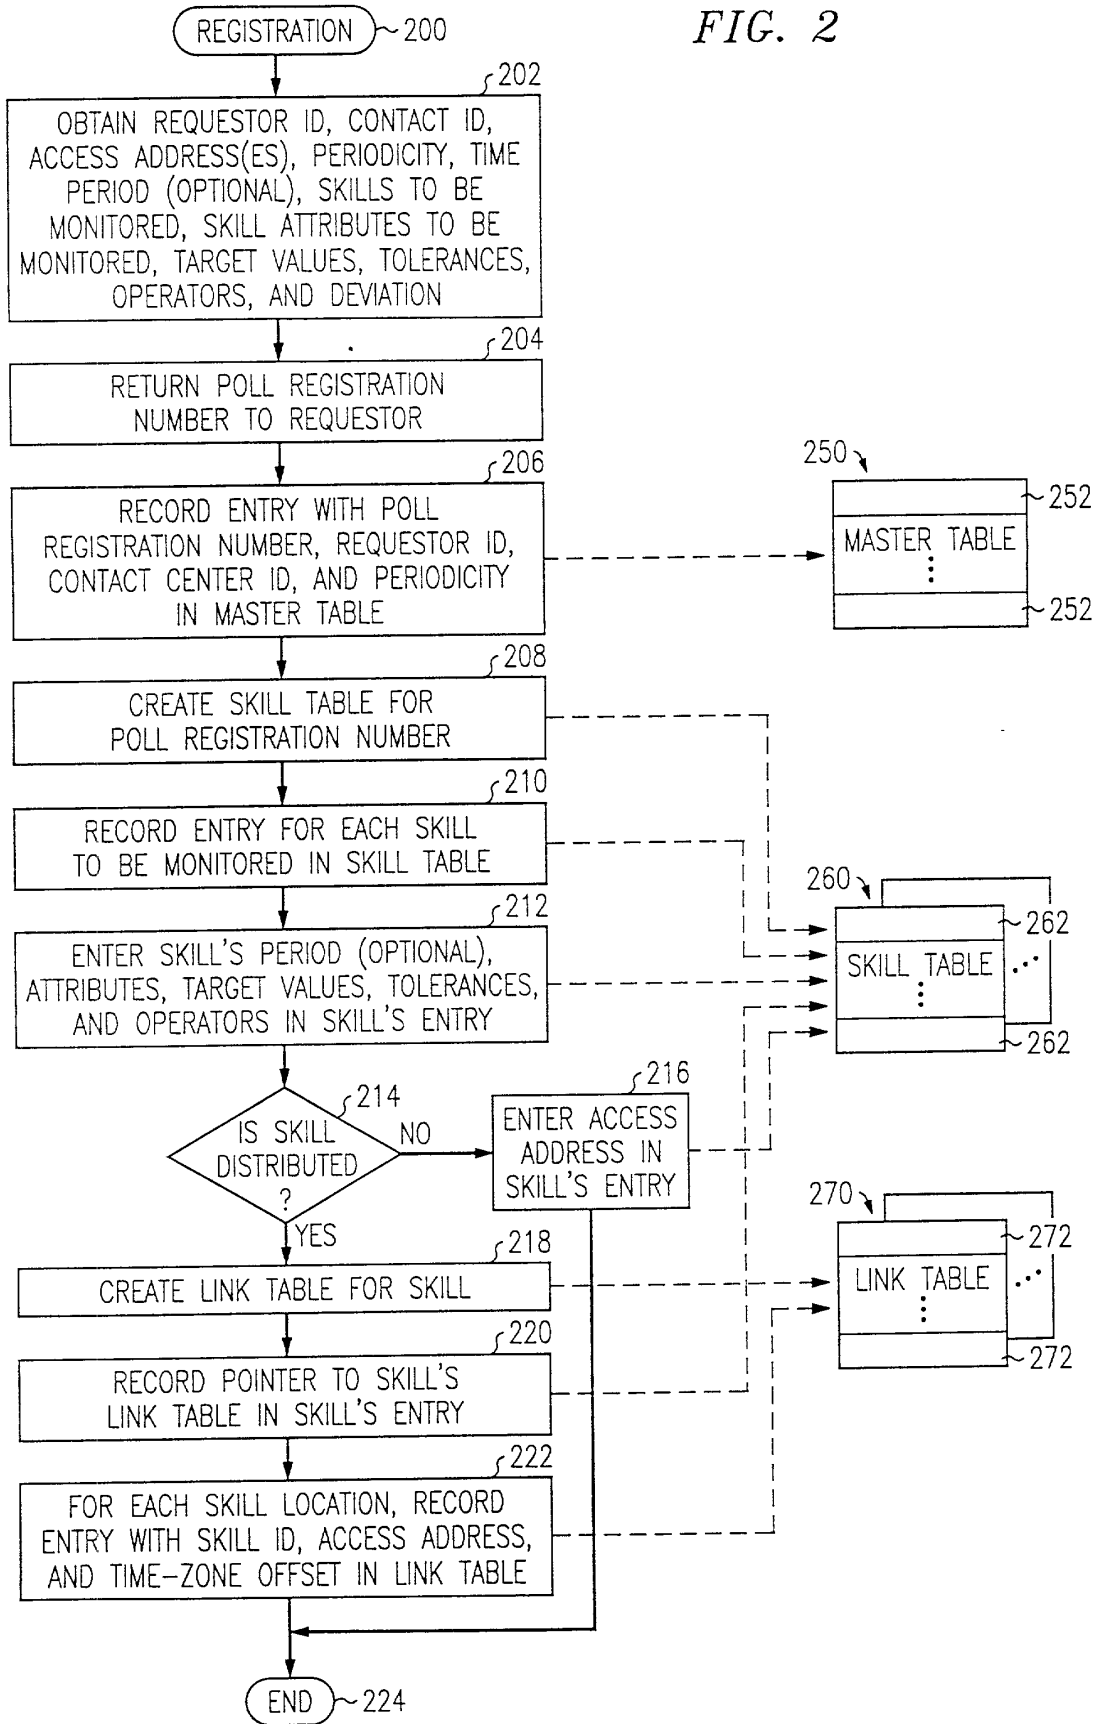 FIG. 2
REGISTRATION
200
202
OBTAIN REQUESTOR ID, CONTACT ID,
ACCESS ADDRESS(ES), PERIODICITY, TIME
PERIOD (OPTIONAL), SKILLS TO BE
MONITORED, SKILL ATTRIBUTES TO BE
MONITORED, TARGET VALUES, TOLERANCES,
OPERATORS, AND DEVIATION
204
RETURN POLL REGISTRATION
NUMBER TO REQUESTOR
206
RECORD ENTRY WITH POLL
REGISTRATION NUMBER, REQUESTOR ID,
CONTACT CENTER ID, AND PERIODICITY
IN MASTER TABLE
250
252
MASTER TABLE
252
208
CREATE SKILL TABLE FOR
POLL REGISTRATION NUMBER
210
RECORD ENTRY FOR EACH SKILL
TO BE MONITORED IN SKILL TABLE
212
ENTER SKILL'S PERIOD (OPTIONAL),
ATTRIBUTES, TARGET VALUES, TOLERANCES,
AND OPERATORS IN SKILL'S ENTRY
260
262
SKILL TABLE
262
214
IS SKILL
DISTRIBUTED
?
NO
YES
216
ENTER ACCESS
ADDRESS IN
SKILL'S ENTRY
218
CREATE LINK TABLE FOR SKILL
270
272
LINK TABLE
272
220
RECORD POINTER TO SKILL'S
LINK TABLE IN SKILL'S ENTRY
222
FOR EACH SKILL LOCATION, RECORD
ENTRY WITH SKILL ID, ACCESS ADDRESS,
AND TIME-ZONE OFFSET IN LINK TABLE
END
224